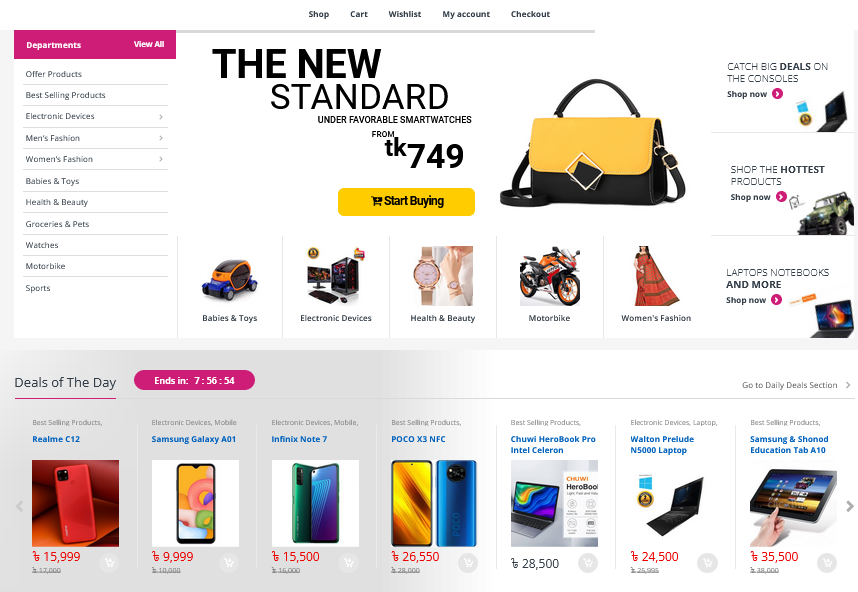 Shop Cart Wishlist My account Checkout
Departments View All
Offer Products
Best Selling Products
Electronic Devices
Men's Fashion
Women's Fashion
Babies & Toys
Health & Beauty
Groceries & Pets
Watches
Motorbike
Sports
THE NEW
STANDARD
UNDER FAVORABLE SMARTWATCHES
FROM
tk749
Start Buying
CATCH BIG DEALS ON
THE CONSOLES
Shop now
SHOP THE HOTTEST
PRODUCTS
Shop now
LAPTOPS NOTEBOOKS
AND MORE
Shop now
Babies & Toys
Electronic Devices
Health & Beauty
Motorbike
Women's Fashion
Deals of The Day
Ends in: 7 : 56 : 54
Go to Daily Deals Section
Best Selling Products,
Realme C12
৳ 15,999
৳ 17,000
Electronic Devices, Mobile
Samsung Galaxy A01
৳ 9,999
৳ 10,000
Electronic Devices, Mobile,
Infinix Note 7
৳ 15,500
৳ 16,000
Best Selling Products,
POCO X3 NFC
POCO
৳ 26,550
৳ 28,000
Best Selling Products,
Chuwi HeroBook Pro
Intel Celeron
CHUWI
HeroBool
৳ 28,500
Electronic Devices, Laptop,
Walton Prelude
N5000 Laptop
৳ 24,500
৳ 25,995
Best Selling Products,
Samsung & Shonod
Education Tab A10
৳ 35,500
৳ 38,000